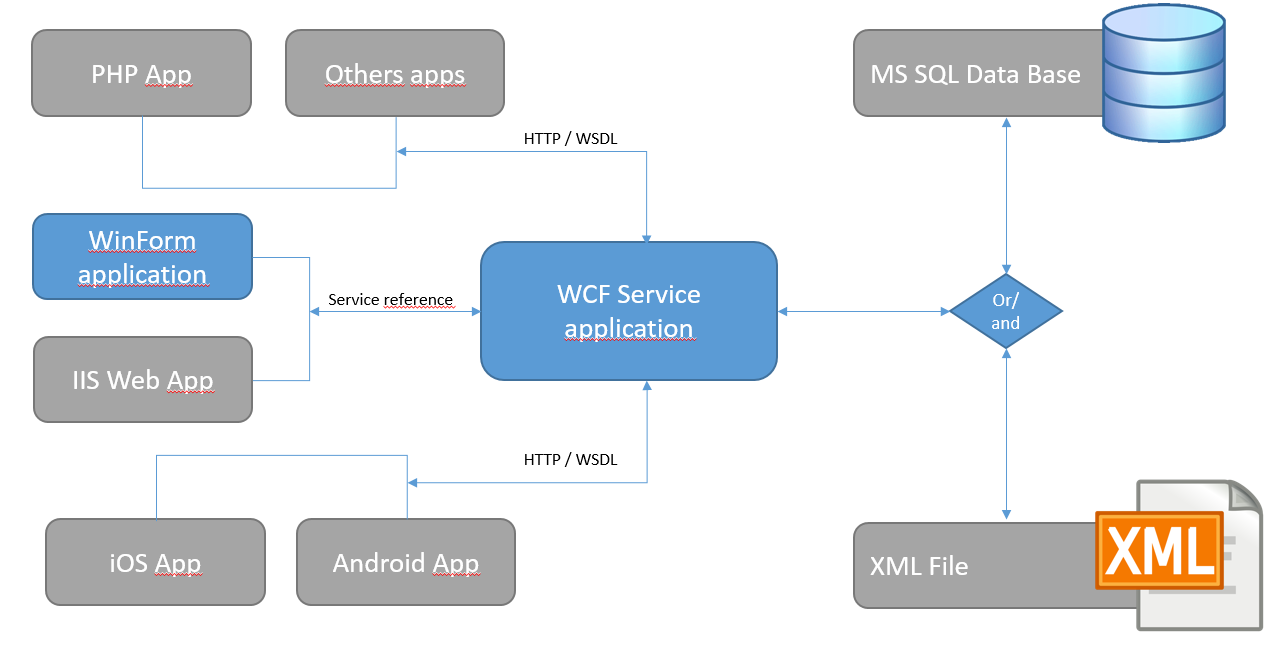 PHP App
Others apps
MS SQL Data Base
HTTP / WSDL
WinForm
application
Service reference
WCF Service
application
Or/
and
IIS Web App
HTTP / WSDL
iOS App
Android App
XML File
XML